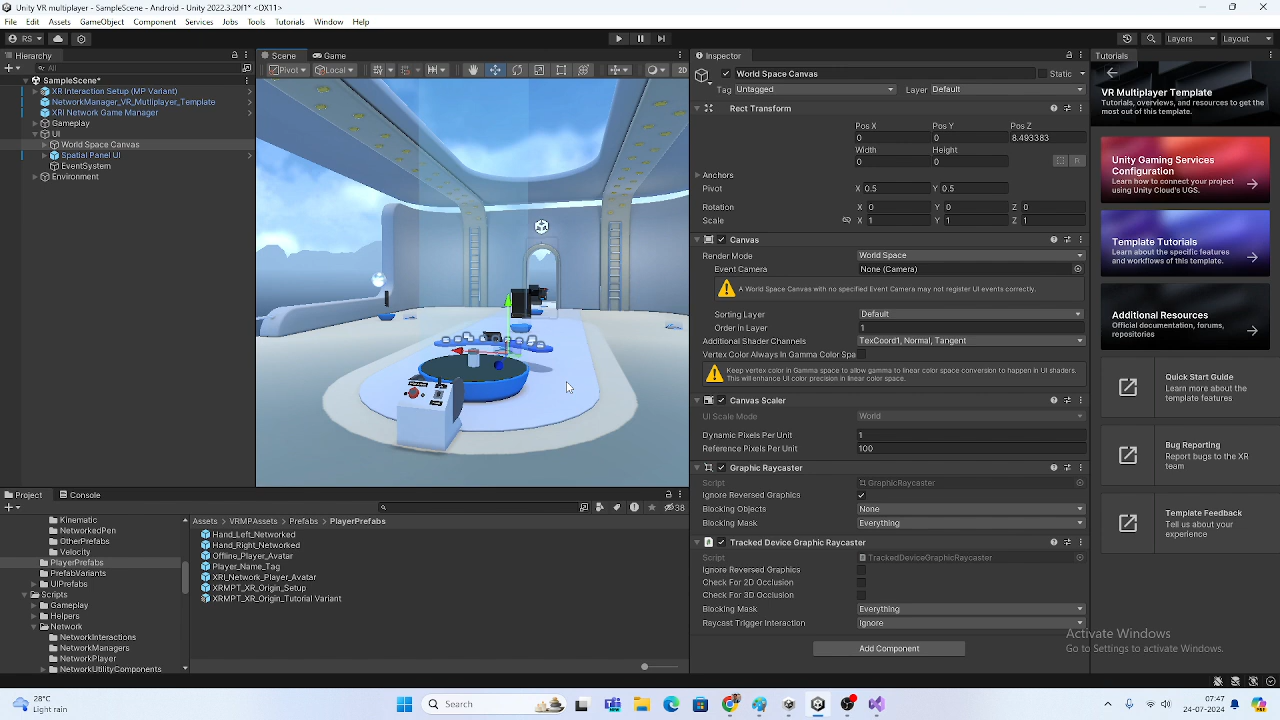 Unity VR multiplayer - SampleScene - Android - Unity 2022.3.20f1* <DX11>
File Edit Assets GameObject Component Services Jobs Tools Tutorials Window Help
RS
Layers Layout
Hierarchy
All
SampleScene*
XR Interaction Setup (MP Variant)
NetworkManager_VR_Mutliplayer_Template
XRI Network Game Manager
Gameplay
UI
World Space Canvas
Spatial Panel UI
EventSystem
Environment
Scene Game
Pivot Local 2D
Inspector
World Space Canvas Static
Tag Untagged Layer Default
Rect Transform
Pos X Pos Y Pos Z
0 0 8.493383
Width Height
0 0 R
Anchors
Pivot X 0.5 Y 0.5
Rotation X 0 Y 0 Z 0
Scale X 1 Y 1 Z 1
Canvas
Render Mode World Space
Event Camera None (Camera)
A World Space Canvas with no specified Event Camera may not register UI events correctly.
Sorting Layer Default
Order in Layer 1
Additional Shader Channels TexCoord1, Normal, Tangent
Vertex Color Always In Gamma Color Spa
Keep vertex color in Gamma space to allow gamma to linear color space conversion to happen in UI shaders.
This will enhance UI color precision in linear color space.
Canvas Scaler
UI Scale Mode World
Dynamic Pixels Per Unit 1
Reference Pixels Per Unit 100
Graphic Raycaster
Script GraphicRaycaster
Ignore Reversed Graphics
Blocking Objects None
Blocking Mask Everything
Tracked Device Graphic Raycaster
Script TrackedDeviceGraphicRaycaster
Ignore Reversed Graphics
Check For 2D Occlusion
Check For 3D Occlusion
Blocking Mask Everything
Raycast Trigger Interaction Ignore
Add Component
Tutorials
VR Multiplayer Template
Tutorials, overviews, and resources to get the
most out of this template.
Unity Gaming Services
Configuration
Learn how to connect your project
using Unity Cloud's UGS.
Template Tutorials
Learn about the specific features
and workflows of this template.
Additional Resources
Official documentation, forums,
repositories
Quick Start Guide
Learn more about the
template features
Bug Reporting
Report bugs to the XR
team
Template Feedback
Tell us about your
experience
Activate Windows
Go to Settings to activate Windows.
Project Console
38
Kinematic
NetworkedPen
OtherPrefabs
Velocity
PlayerPrefabs
PrefabVariants
UIPrefabs
Scripts
Gameplay
Helpers
Network
NetworkInteractions
NetworkManagers
NetworkPlayer
NetworkUtilityComponents
Assets > VRMPAssets > Prefabs > PlayerPrefabs
Hand_Left_Networked
Hand_Right_Networked
Offline_Player_Avatar
Player_Name_Tag
XRI_Network_Player_Avatar
XRMPT_XR_Origin_Setup
XRMPT_XR_Origin_Tutorial Variant
28°C
Light rain
Search
07:47
24-07-2024